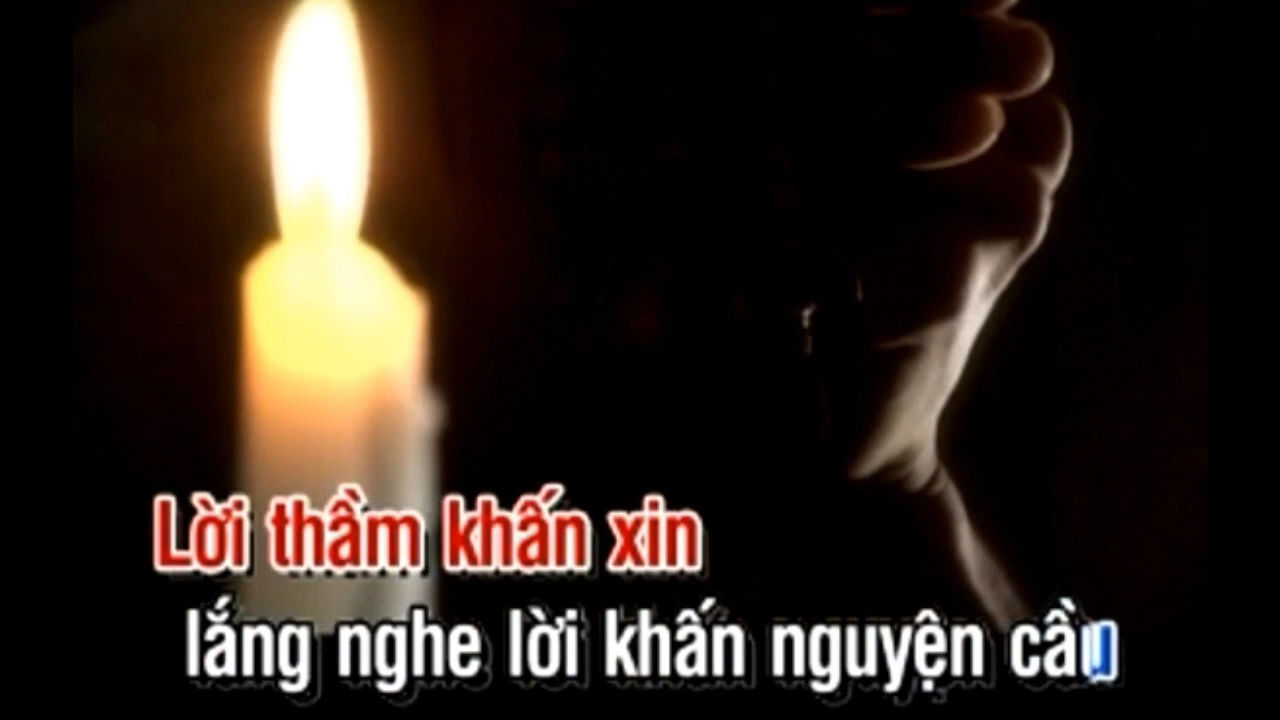 Lời thầm khấn xin
lắng nghe lời khấn nguyện cầu